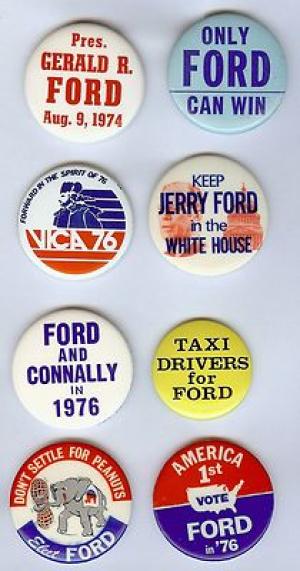 Pres.
GERALD R.
FORD
Aug. 9, 1974
ONLY
FORD
CAN WIN
FORWARD IN THE SPIRIT OF 76
VICA 76
KEEP
JERRY FORD
in the
WHITE HOUSE
FORD
AND
CONNALLY
IN
1976
TAXI
DRIVERS
for
FORD
DON'T SETTLE FOR PEANUTS
Elect FORD
AMERICA
1st
VOTE
FORD
in '76